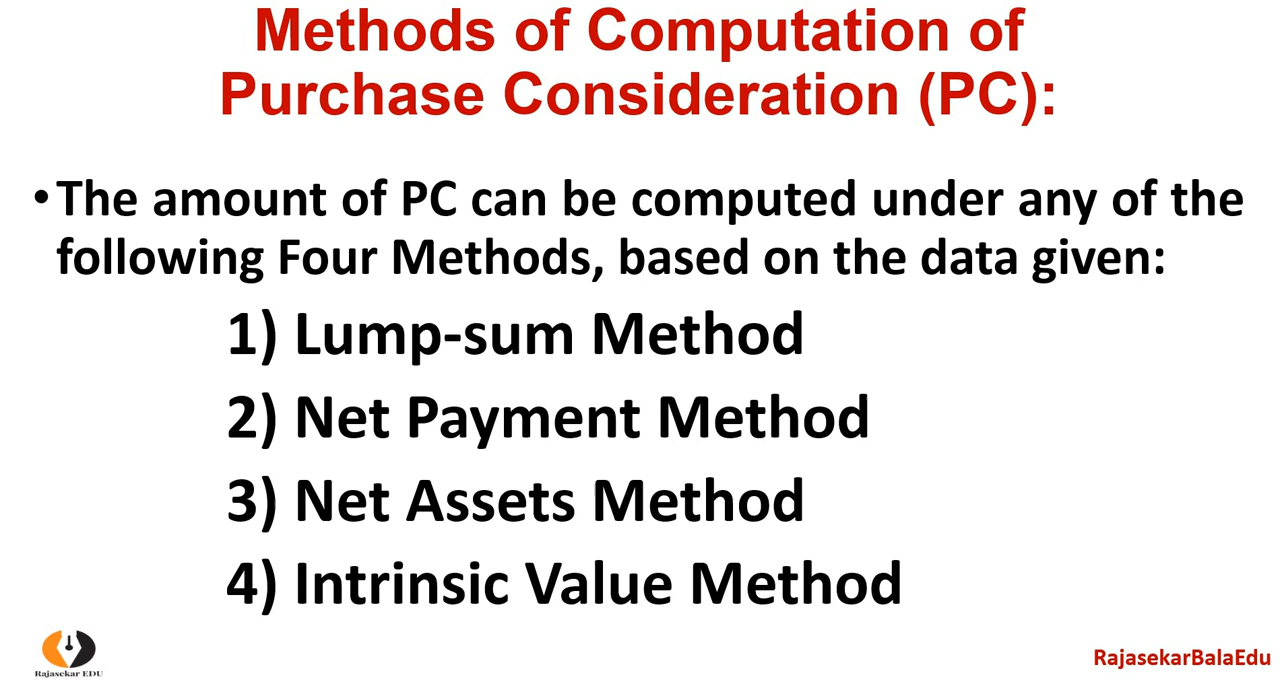 Methods of Computation of
Purchase Consideration (PC):
•The amount of PC can be computed under any of the
following Four Methods, based on the data given:
1) Lump-sum Method
2) Net Payment Method
3) Net Assets Method
4) Intrinsic Value Method
Rajasekar EDU
RajasekarBalaEdu